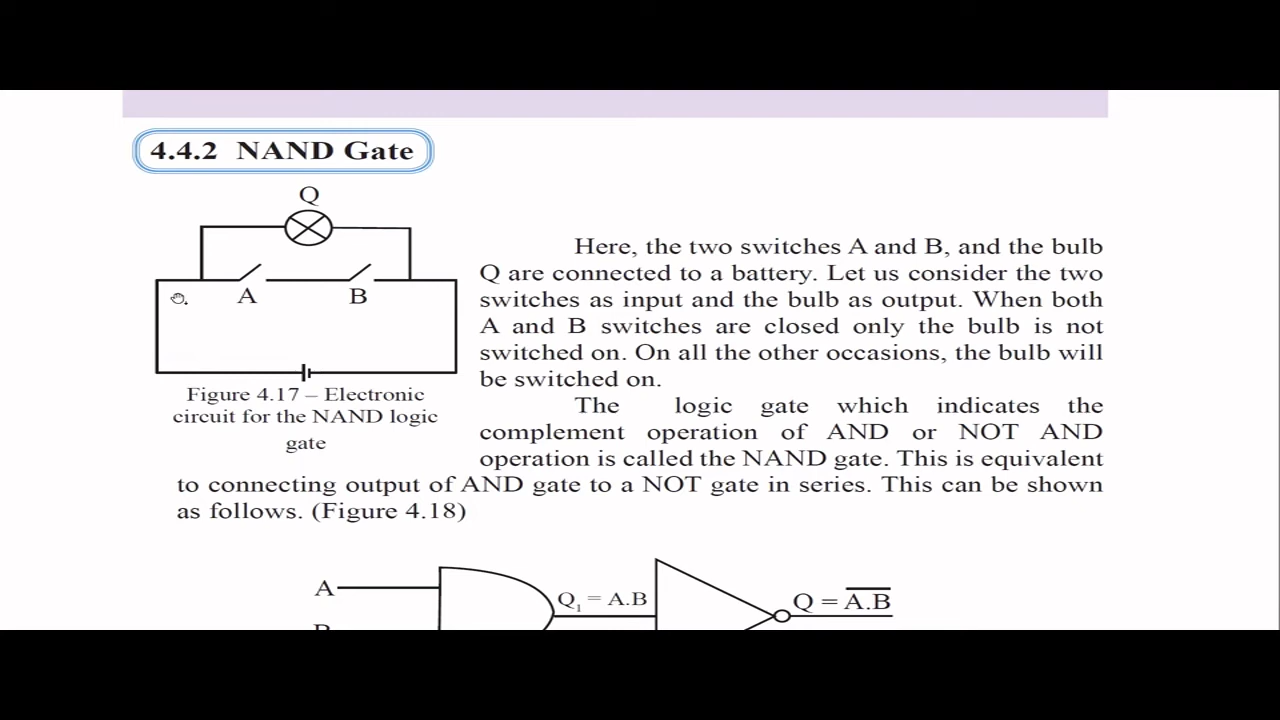 4.4.2 NAND Gate
Q
A B
Figure 4.17 – Electronic
circuit for the NAND logic
gate
Here, the two switches A and B, and the bulb
Q are connected to a battery. Let us consider the two
switches as input and the bulb as output. When both
A and B switches are closed only the bulb is not
switched on. On all the other occasions, the bulb will
be switched on.
The logic gate which indicates the
complement operation of AND or NOT AND
operation is called the NAND gate. This is equivalent
to connecting output of AND gate to a NOT gate in series. This can be shown
as follows. (Figure 4.18)
A
Q₁ = A.B
Q = A̅.̅B̅